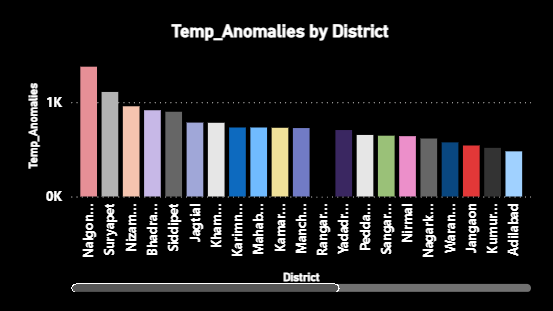 Temp_Anomalies by District
Temp_Anomalies
1K
0K
Nalgon...
Suryapet
Nizam...
Bhadra...
Siddipet
Jagtial
Kham...
Karimn...
Mahab...
Kamar...
Manch...
Rangar...
Yadadr...
Pedda...
Sangar...
Nirmal
Nagark...
Waran...
Jangaon
Kumur...
Adilabad
District